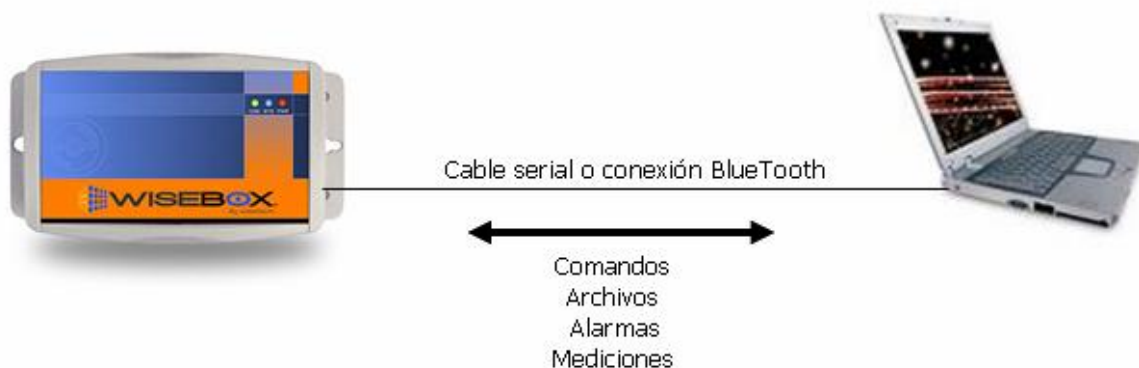 Cable serial o conexión BlueTooth
WISEBOX
Comandos
Archivos
Alarmas
Mediciones